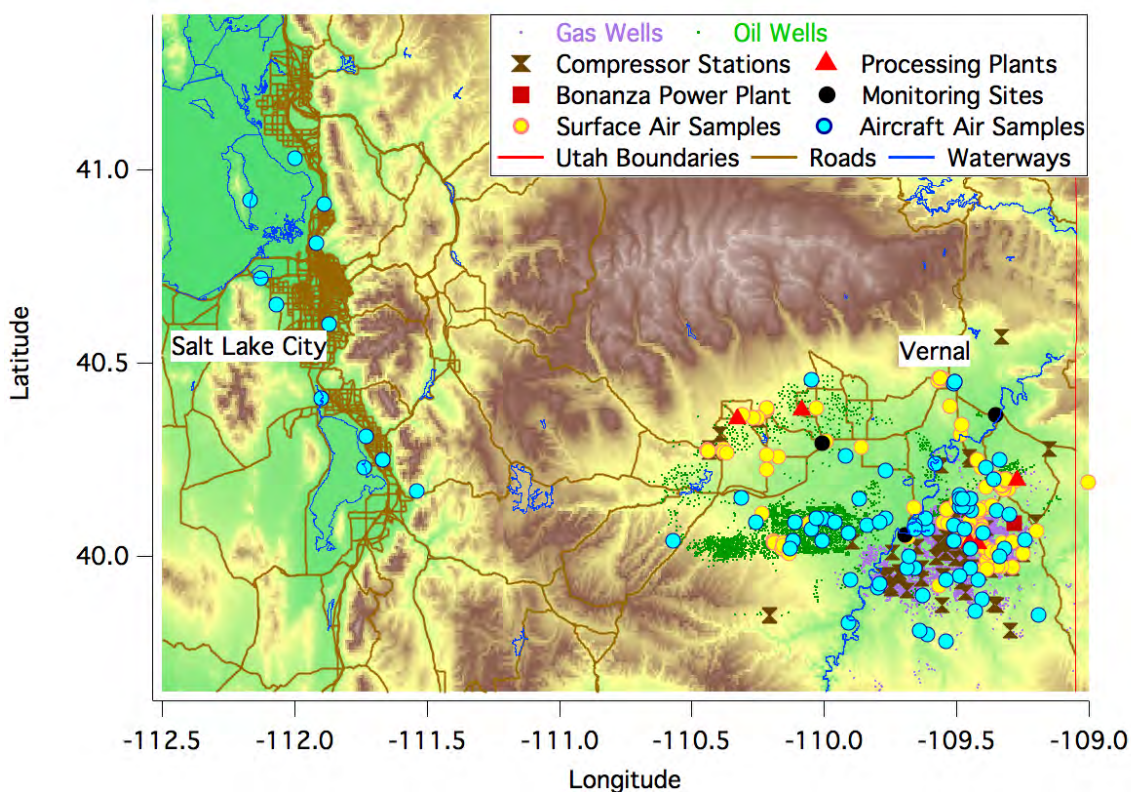 Gas Wells Oil Wells
Compressor Stations Processing Plants
Bonanza Power Plant Monitoring Sites
Surface Air Samples Aircraft Air Samples
Utah Boundaries Roads Waterways
41.0
Salt Lake City
Vernal
40.5
Latitude
40.0
-112.5 -112.0 -111.5 -111.0 -110.5 -110.0 -109.5 -109.0
Longitude